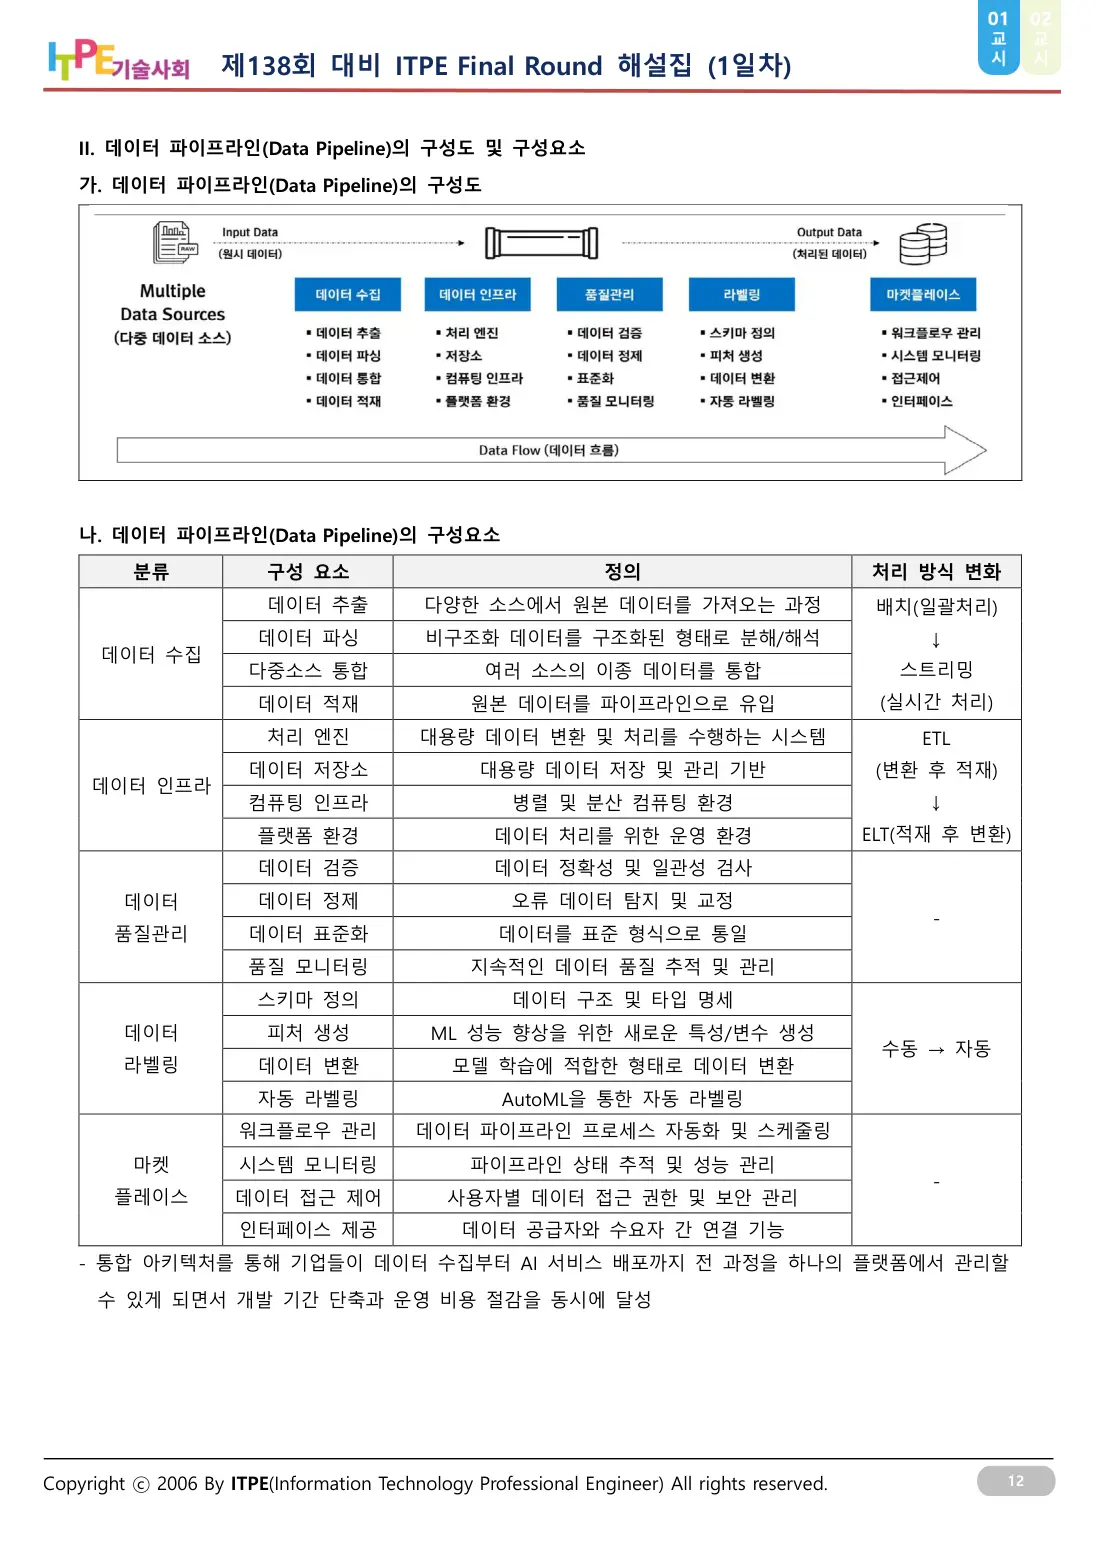 ITPE기술사회 제138회 대비 ITPE Final Round 해설집 (1일차)
01 교시
02 교시
II. 데이터 파이프라인(Data Pipeline)의 구성도 및 구성요소
가. 데이터 파이프라인(Data Pipeline)의 구성도
Input Data
(원시 데이터)
Output Data
(처리된 데이터)
RAW
Multiple
Data Sources
(다중 데이터 소스)
데이터 수집
▪ 데이터 추출
▪ 데이터 파싱
▪ 데이터 통합
▪ 데이터 적재
데이터 인프라
▪ 처리 엔진
▪ 저장소
▪ 컴퓨팅 인프라
▪ 플랫폼 환경
품질관리
▪ 데이터 검증
▪ 데이터 정제
▪ 표준화
▪ 품질 모니터링
라벨링
▪ 스키마 정의
▪ 피처 생성
▪ 데이터 변환
▪ 자동 라벨링
마켓플레이스
▪ 워크플로우 관리
▪ 시스템 모니터링
▪ 접근제어
▪ 인터페이스
Data Flow (데이터 흐름)
나. 데이터 파이프라인(Data Pipeline)의 구성요소
분류 구성 요소 정의 처리 방식 변화
데이터 수집
데이터 추출 다양한 소스에서 원본 데이터를 가져오는 과정
데이터 파싱 비구조화 데이터를 구조화된 형태로 분해/해석
다중소스 통합 여러 소스의 이종 데이터를 통합
데이터 적재 원본 데이터를 파이프라인으로 유입
배치(일괄처리)
↓
스트리밍
(실시간 처리)
데이터 인프라
처리 엔진 대용량 데이터 변환 및 처리를 수행하는 시스템
데이터 저장소 대용량 데이터 저장 및 관리 기반
컴퓨팅 인프라 병렬 및 분산 컴퓨팅 환경
플랫폼 환경 데이터 처리를 위한 운영 환경
ETL
(변환 후 적재)
↓
ELT(적재 후 변환)
데이터
품질관리
데이터 검증 데이터 정확성 및 일관성 검사
데이터 정제 오류 데이터 탐지 및 교정
데이터 표준화 데이터를 표준 형식으로 통일
품질 모니터링 지속적인 데이터 품질 추적 및 관리
-
데이터
라벨링
스키마 정의 데이터 구조 및 타입 명세
피처 생성 ML 성능 향상을 위한 새로운 특성/변수 생성
데이터 변환 모델 학습에 적합한 형태로 데이터 변환
자동 라벨링 AutoML을 통한 자동 라벨링
수동 → 자동
마켓
플레이스
워크플로우 관리 데이터 파이프라인 프로세스 자동화 및 스케줄링
시스템 모니터링 파이프라인 상태 추적 및 성능 관리
데이터 접근 제어 사용자별 데이터 접근 권한 및 보안 관리
인터페이스 제공 데이터 공급자와 수요자 간 연결 기능
-
- 통합 아키텍처를 통해 기업들이 데이터 수집부터 AI 서비스 배포까지 전 과정을 하나의 플랫폼에서 관리할
수 있게 되면서 개발 기간 단축과 운영 비용 절감을 동시에 달성
Copyright ⓒ 2006 By ITPE(Information Technology Professional Engineer) All rights reserved.
12